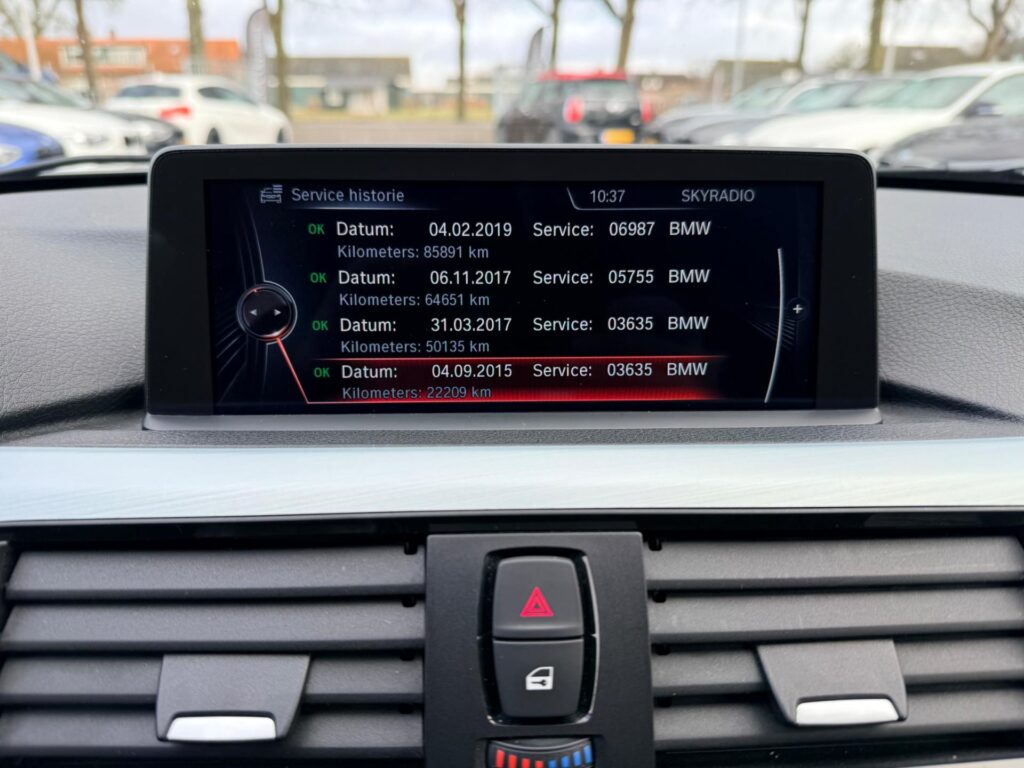 Service historie 10:37 SKYRADIO
OK Datum: 04.02.2019 Service: 06987 BMW
Kilometers: 85891 km
OK Datum: 06.11.2017 Service: 05755 BMW
Kilometers: 64651 km
OK Datum: 31.03.2017 Service: 03635 BMW
Kilometers: 50135 km
OK Datum: 04.09.2015 Service: 03635 BMW
Kilometers: 22209 km